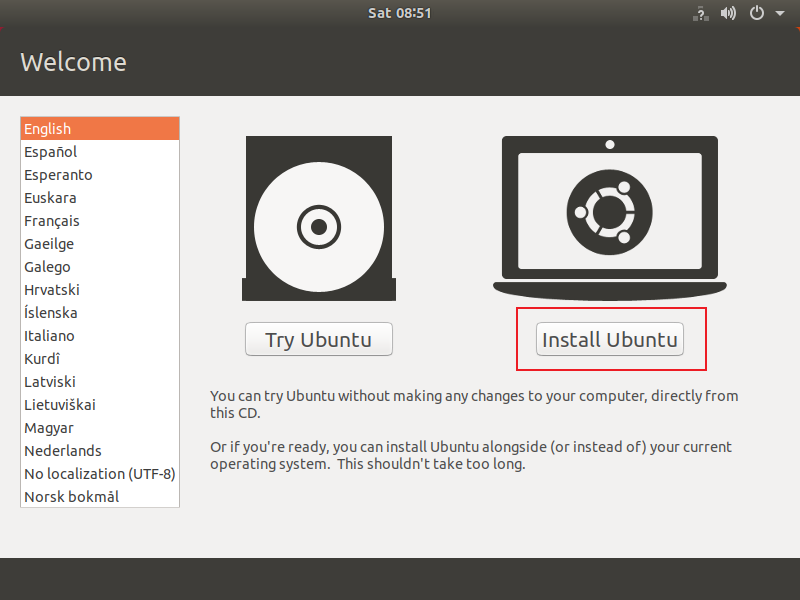 Sat 08:51
Welcome
English
Español
Esperanto
Euskara
Français
Gaeilge
Galego
Hrvatski
Íslenska
Italiano
Kurdî
Latviski
Lietuviškai
Magyar
Nederlands
No localization (UTF-8)
Norsk bokmål
Try Ubuntu
Install Ubuntu
You can try Ubuntu without making any changes to your computer, directly from
this CD.
Or if you're ready, you can install Ubuntu alongside (or instead of) your current
operating system.  This shouldn't take too long.